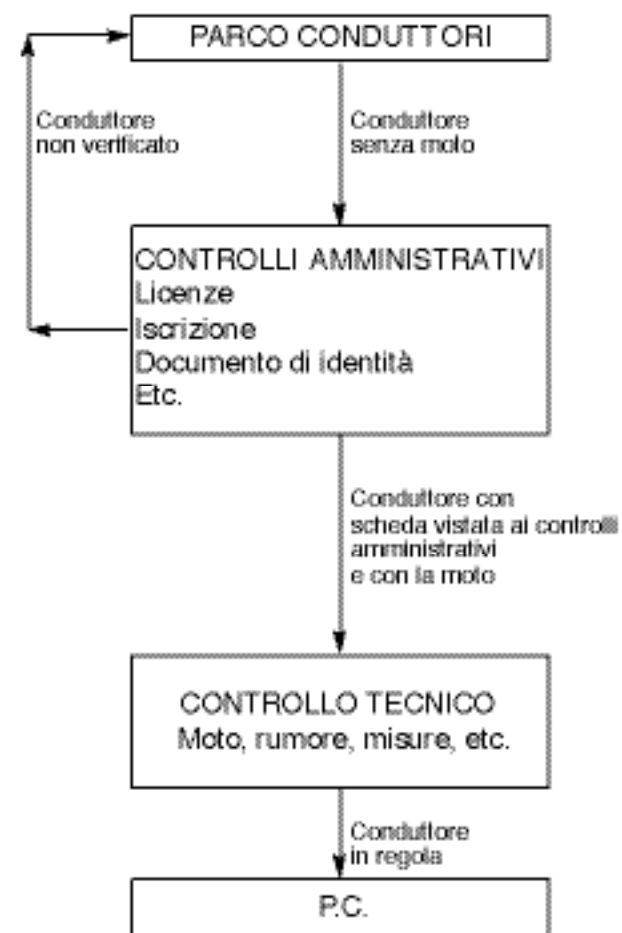 PARCO CONDUTTORI
Conduttore
non verificato
Conduttore
senza moto
CONTROLLI AMMINISTRATIVI
Licenze
Iscrizione
Documento di identità
Etc.
Conduttore con
scheda vistata ai controlli
amministrativi
e con la moto
CONTROLLO TECNICO
Moto, rumore, misure, etc.
Conduttore
in regola
P.C.